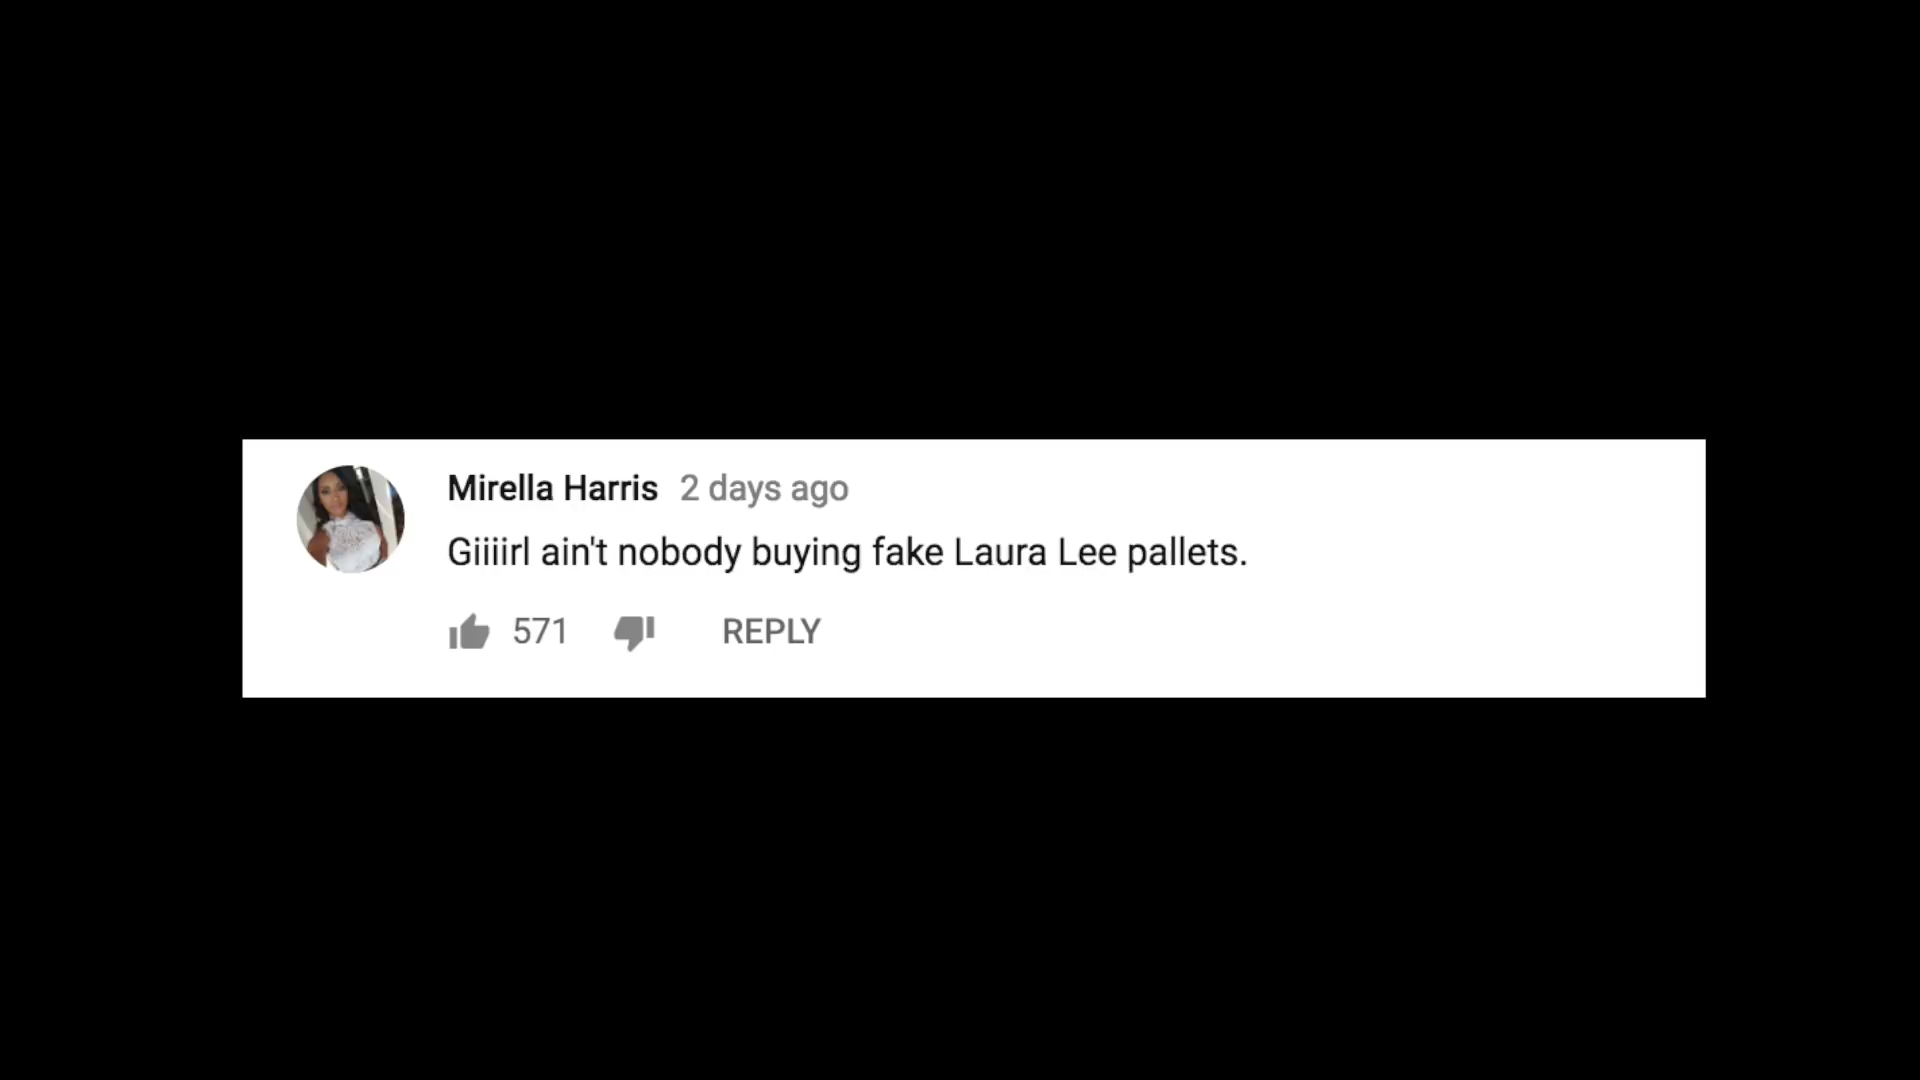 Mirella Harris 2 days ago
Giiiirl ain't nobody buying fake Laura Lee pallets.
571 REPLY